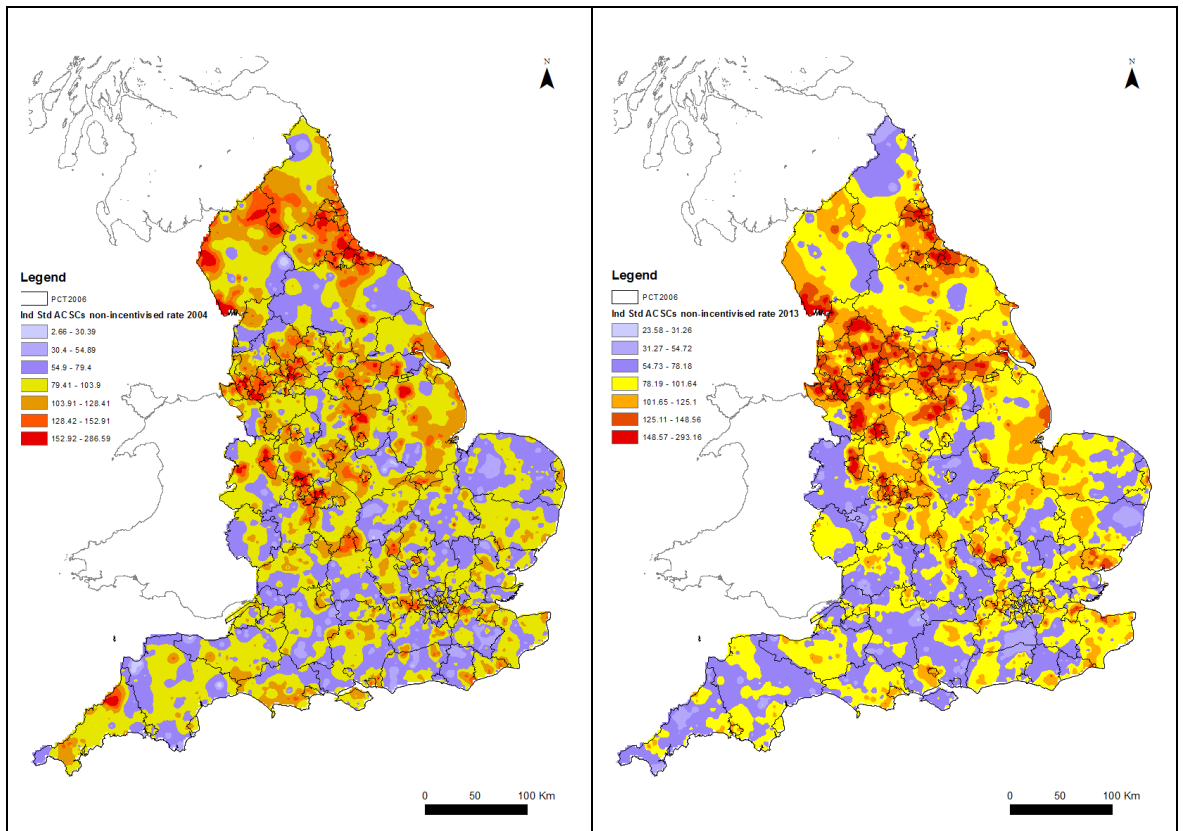 N
Legend
PCT2006
Ind Std ACSCs non-incentivised rate 2004
2.66 - 30.39
30.4 - 54.89
54.9 - 79.4
79.41 - 103.9
103.91 - 128.41
128.42 - 152.91
152.92 - 286.59
0 50 100 Km
N
Legend
PCT2006
Ind Std ACSCs non-incentivised rate 2013
23.58 - 31.26
31.27 - 54.72
54.73 - 78.18
78.19 - 101.64
101.65 - 125.1
125.11 - 148.56
148.57 - 293.16
0 50 100 Km